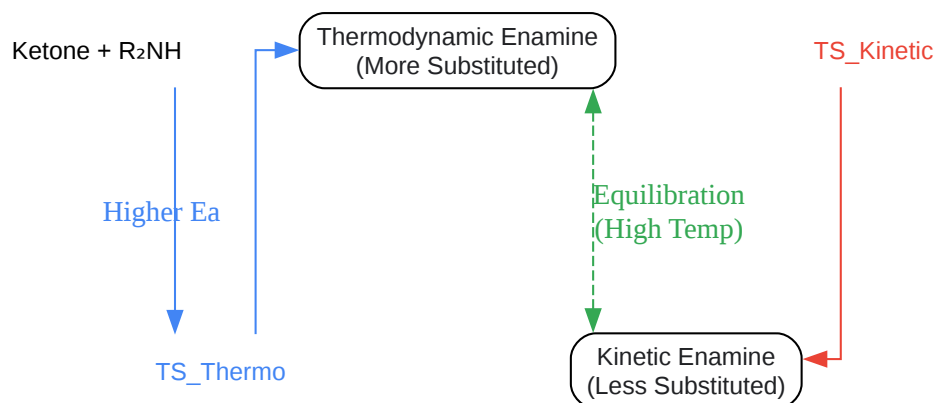 Ketone + R₂NH
Thermodynamic Enamine
(More Substituted)
TS_Kinetic
Higher Ea
Equilibration
(High Temp)
TS_Thermo
Kinetic Enamine
(Less Substituted)